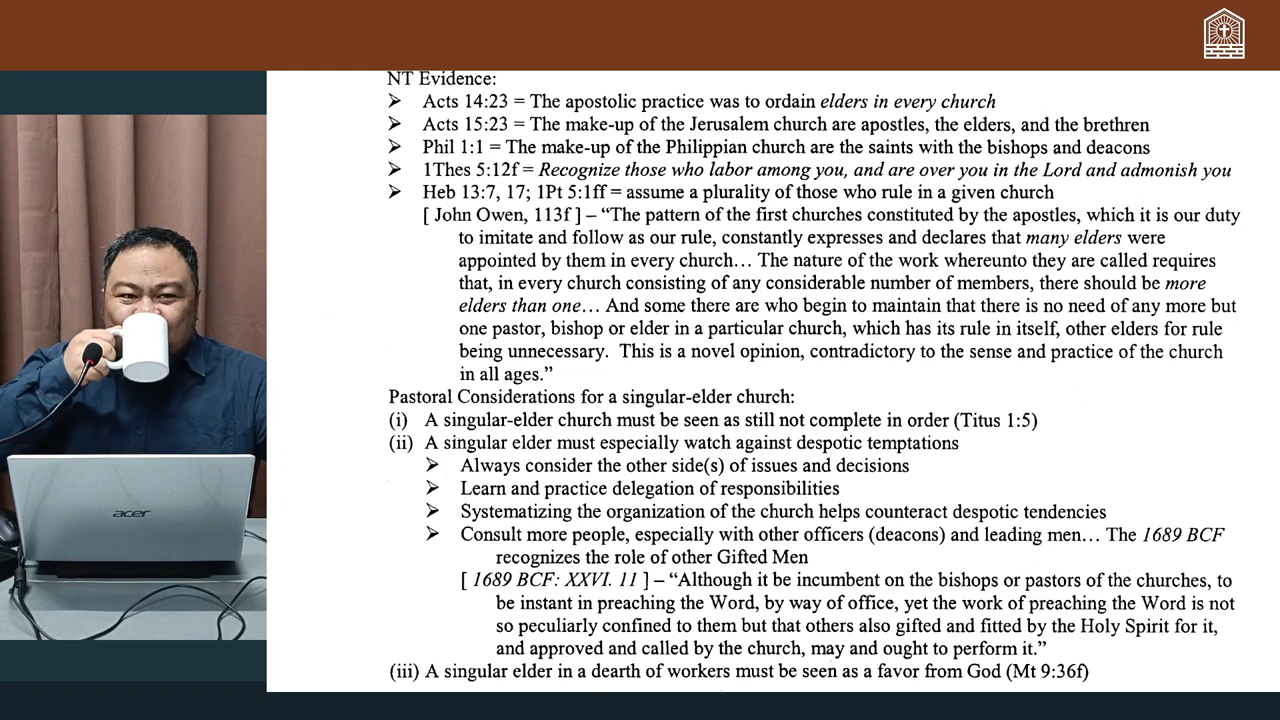 NT Evidence:
➢ Acts 14:23 = The apostolic practice was to ordain elders in every church
➢ Acts 15:23 = The make-up of the Jerusalem church are apostles, the elders, and the brethren
➢ Phil 1:1 = The make-up of the Philippian church are the saints with the bishops and deacons
➢ 1Thes 5:12f = Recognize those who labor among you, and are over you in the Lord and admonish you
➢ Heb 13:7, 17; 1Pt 5:1ff = assume a plurality of those who rule in a given church
[ John Owen, 113f ] – “The pattern of the first churches constituted by the apostles, which it is our duty
to imitate and follow as our rule, constantly expresses and declares that many elders were
appointed by them in every church… The nature of the work whereunto they are called requires
that, in every church consisting of any considerable number of members, there should be more
elders than one… And some there are who begin to maintain that there is no need of any more but
one pastor, bishop or elder in a particular church, which has its rule in itself, other elders for rule
being unnecessary. This is a novel opinion, contradictory to the sense and practice of the church
in all ages.”
Pastoral Considerations for a singular-elder church:
(i) A singular-elder church must be seen as still not complete in order (Titus 1:5)
(ii) A singular elder must especially watch against despotic temptations
➢ Always consider the other side(s) of issues and decisions
➢ Learn and practice delegation of responsibilities
➢ Systematizing the organization of the church helps counteract despotic tendencies
➢ Consult more people, especially with other officers (deacons) and leading men… The 1689 BCF
recognizes the role of other Gifted Men
[ 1689 BCF: XXVI. 11 ] – “Although it be incumbent on the bishops or pastors of the churches, to
be instant in preaching the Word, by way of office, yet the work of preaching the Word is not
so peculiarly confined to them but that others also gifted and fitted by the Holy Spirit for it,
and approved and called by the church, may and ought to perform it.”
(iii) A singular elder in a dearth of workers must be seen as a favor from God (Mt 9:36f)
acer